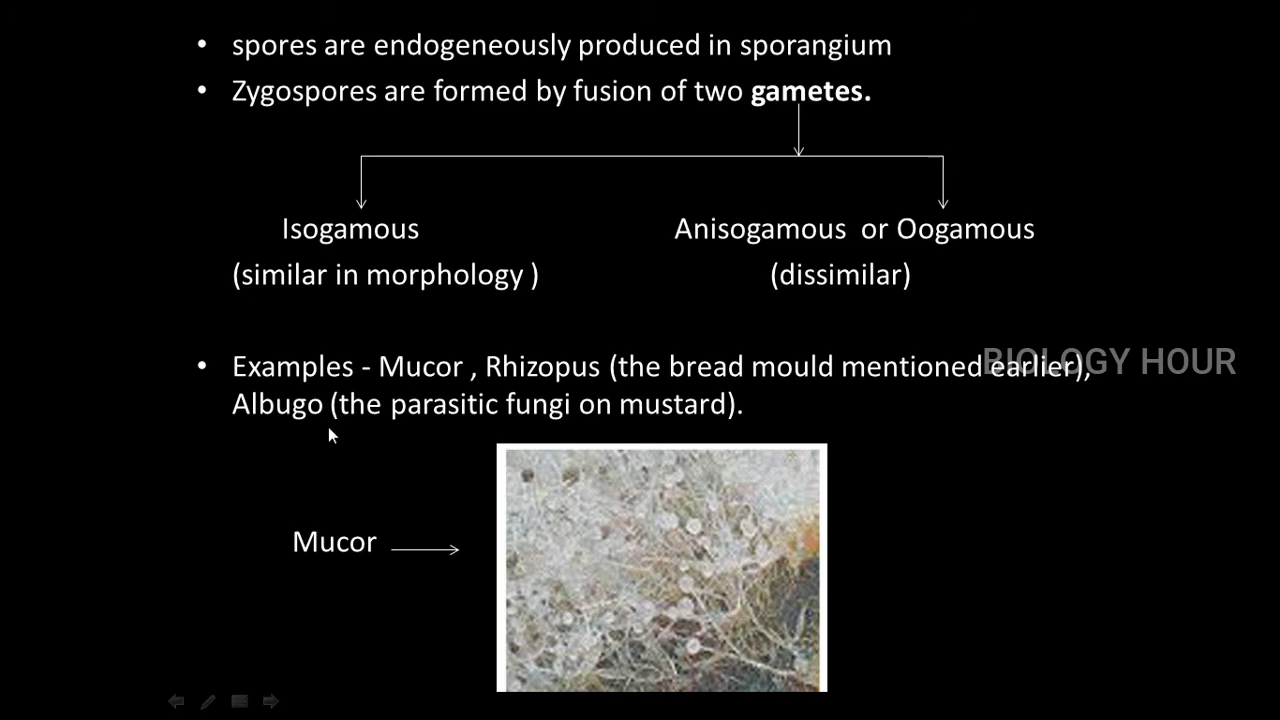 • spores are endogeneously produced in sporangium
• Zygospores are formed by fusion of two gametes.
Isogamous
Anisogamous or Oogamous
(similar in morphology )
(dissimilar)
• Examples - Mucor , Rhizopus (the bread mould mentioned earlier),
Albugo (the parasitic fungi on mustard).
BIOLOGY HOUR
Mucor